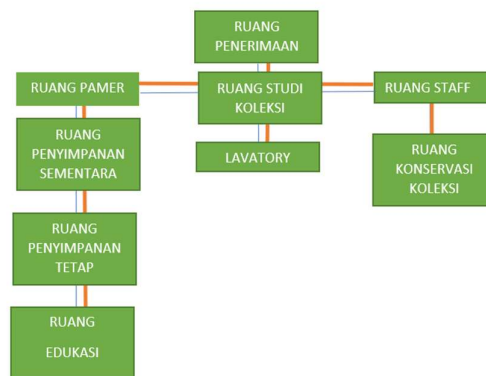 RUANG
PENERIMAAN
RUANG PAMER
RUANG STUDI
KOLEKSI
RUANG STAFF
RUANG
PENYIMPANAN
SEMENTARA
LAVATORY
RUANG
KONSERVASI
KOLEKSI
RUANG
PENYIMPANAN
TETAP
RUANG
EDUKASI